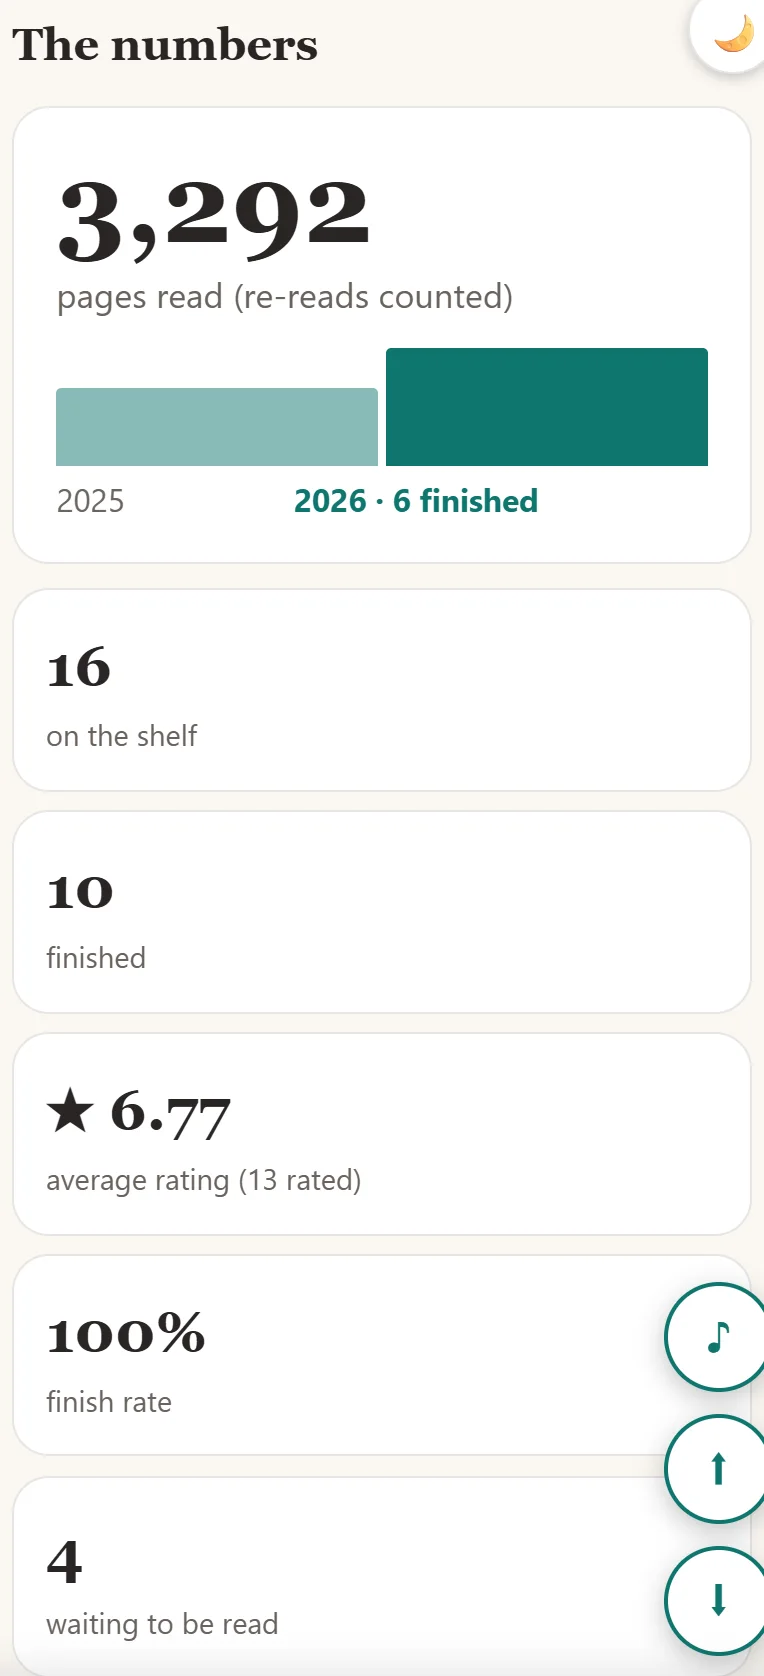 The numbers
3,292
pages read (re-reads counted)
2025
2026 · 6 finished
16
on the shelf
10
finished
★ 6.77
average rating (13 rated)
100%
finish rate
4
waiting to be read